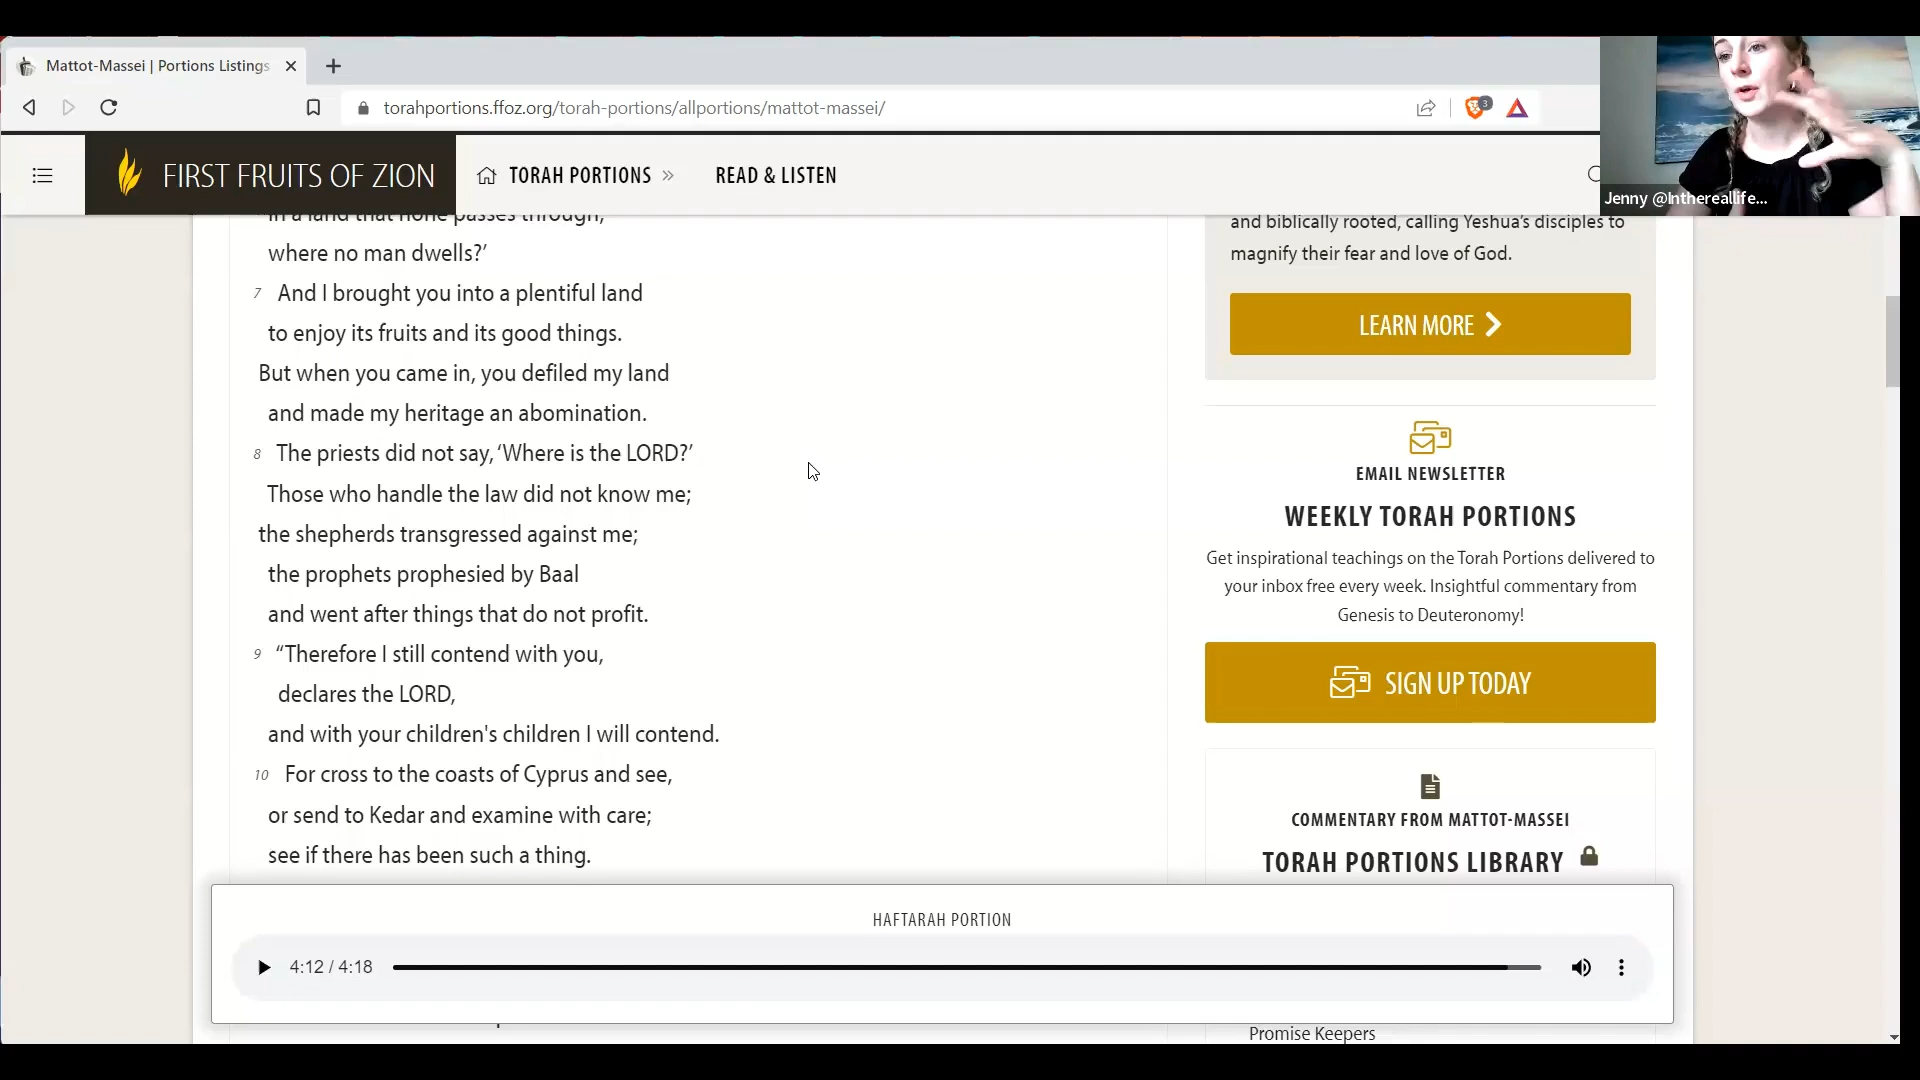 Mattot-Massei | Portions Listings
torahportions.ffoz.org/torah-portions/allportions/mattot-massei/
3
FIRST FRUITS OF ZION
TORAH PORTIONS »
READ & LISTEN
Jenny @Inthereallife...
in a land that none passes through,
where no man dwells?’
7 And I brought you into a plentiful land
to enjoy its fruits and its good things.
But when you came in, you defiled my land
and made my heritage an abomination.
8 The priests did not say, ‘Where is the LORD?’
Those who handle the law did not know me;
the shepherds transgressed against me;
the prophets prophesied by Baal
and went after things that do not profit.
9 “Therefore I still contend with you,
declares the LORD,
and with your children's children I will contend.
10 For cross to the coasts of Cyprus and see,
or send to Kedar and examine with care;
see if there has been such a thing.
and biblically rooted, calling Yeshua’s disciples to
magnify their fear and love of God.
LEARN MORE
EMAIL NEWSLETTER
WEEKLY TORAH PORTIONS
Get inspirational teachings on the Torah Portions delivered to
your inbox free every week. Insightful commentary from
Genesis to Deuteronomy!
SIGN UP TODAY
COMMENTARY FROM MATTOT-MASSEI
TORAH PORTIONS LIBRARY
HAFTARAH PORTION
4:12 / 4:18
Promise Keepers